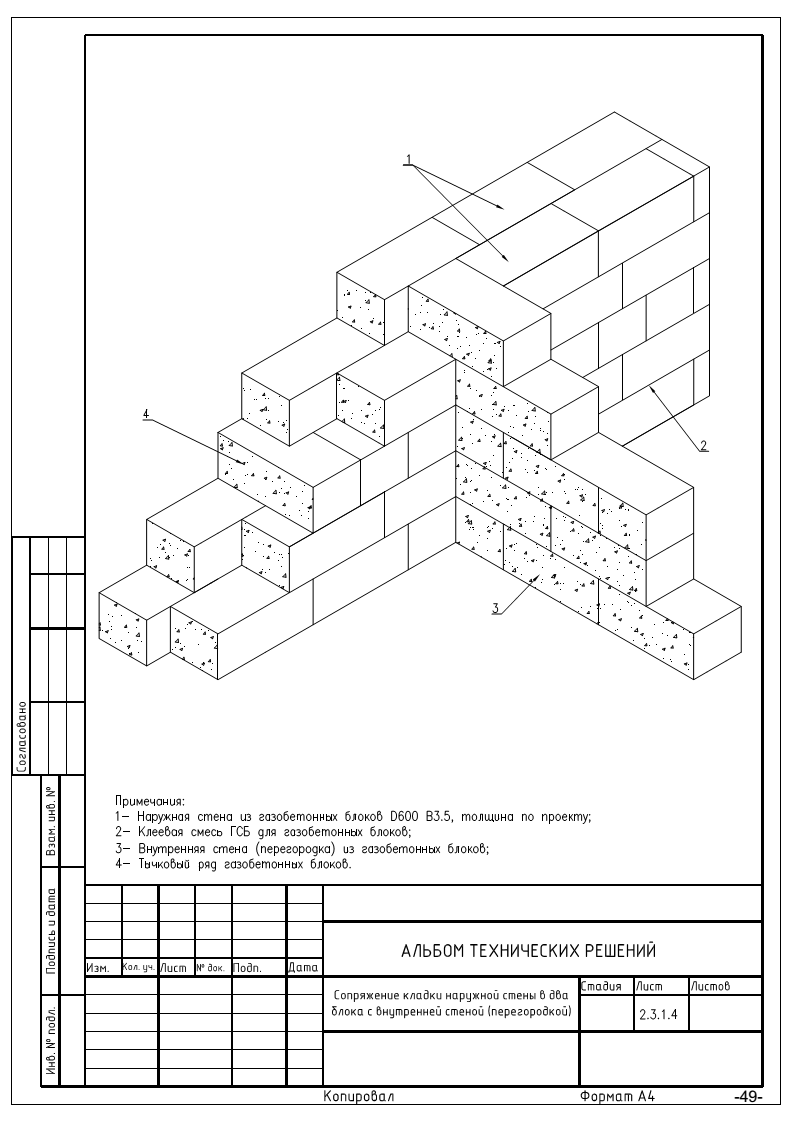 1
4
2
3
Примечания:
1– Наружная стена из газобетонных блоков D600 B3.5, толщина по проекту;
2– Клеевая смесь ГСБ для газобетонных блоков;
3– Внутренняя стена (перегородка) из газобетонных блоков;
4– Тычковый ряд газобетонных блоков.
Согласовано
Взам. инв. №
Подпись и дата
Инв. № подл.
Изм. Кол. уч. Лист № док. Подп. Дата
АЛЬБОМ ТЕХНИЧЕСКИХ РЕШЕНИЙ
Сопряжение кладки наружной стены в два
блока с внутренней стеной (перегородкой)
Стадия Лист Листов
2.3.1.4
Копировал Формат А4 -49-